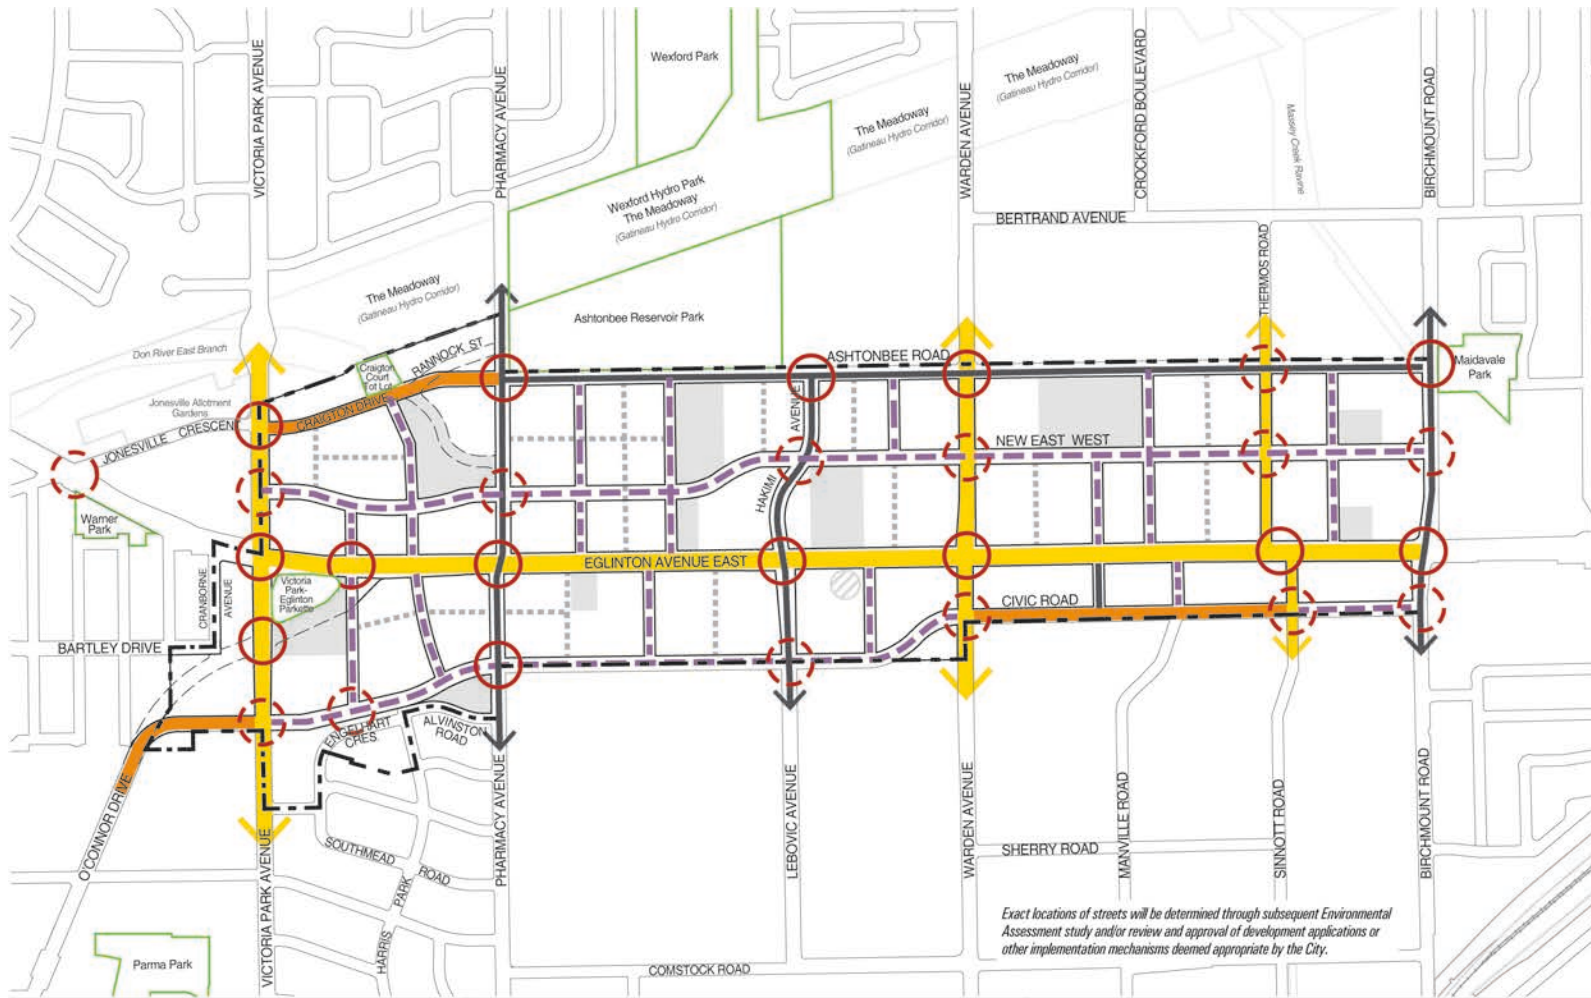 VICTORIA PARK AVENUE
PHARMACY AVENUE
Wexford Park
The Meadoway
(Gatineau Hydro Corridor)
The Meadoway
(Gatineau Hydro Corridor)
WARDEN AVENUE
CROCKFORD BOULEVARD
Massey Creek Ravine
BIRCHMOUNT ROAD
Wexford Hydro Park
The Meadoway
(Gatineau Hydro Corridor)
BERTRAND AVENUE
THERMOS ROAD
The Meadoway
(Gatineau Hydro Corridor)
Ashtonbee Reservoir Park
Don River East Branch
RANNOCK ST
ASHTONBEE ROAD
Craigton
Court
Tot Lot
Maidavale
Park
Jonesville Allotment
Gardens
CRAIGTON DRIVE
JONESVILLE CRESCEN
HAKIMI AVENUE
NEW EAST WEST
Warner
Park
EGLINTON AVENUE EAST
CRANBORNE
AVENUE
Victoria
Park-
Eglinton
Parkette
CIVIC ROAD
BARTLEY DRIVE
ENGELHART
CRES
ALVINSTON
ROAD
O'CONNOR DRIVE
VICTORIA PARK AVENUE
SOUTHMEAD ROAD
HARRIS PARK
PHARMACY AVENUE
LEBOVIC AVENUE
WARDEN AVENUE
SHERRY ROAD
MANVILLE ROAD
SINNOTT ROAD
BIRCHMOUNT ROAD
Exact locations of streets will be determined through subsequent Environmental
Assessment study and/or review and approval of development applications or
other implementation mechanisms deemed appropriate by the City.
Parma Park
COMSTOCK ROAD